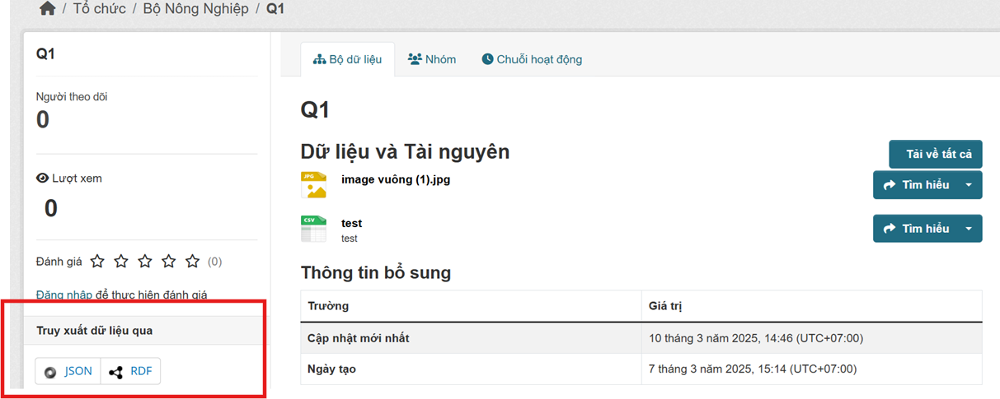 / Tổ chức / Bộ Nông Nghiệp / Q1
Q1
Người theo dõi
0
Lượt xem
0
Đánh giá (0)
Đăng nhập để thực hiện đánh giá
Truy xuất dữ liệu qua
JSON RDF
Bộ dữ liệu Nhóm Chuỗi hoạt động
Q1
Dữ liệu và Tài nguyên
Tải về tất cả
JPG
image vuông (1).jpg
Tìm hiểu
CSV
test
test
Tìm hiểu
Thông tin bổ sung
Trường Giá trị
Cập nhật mới nhất 10 tháng 3 năm 2025, 14:46 (UTC+07:00)
Ngày tạo 7 tháng 3 năm 2025, 15:14 (UTC+07:00)